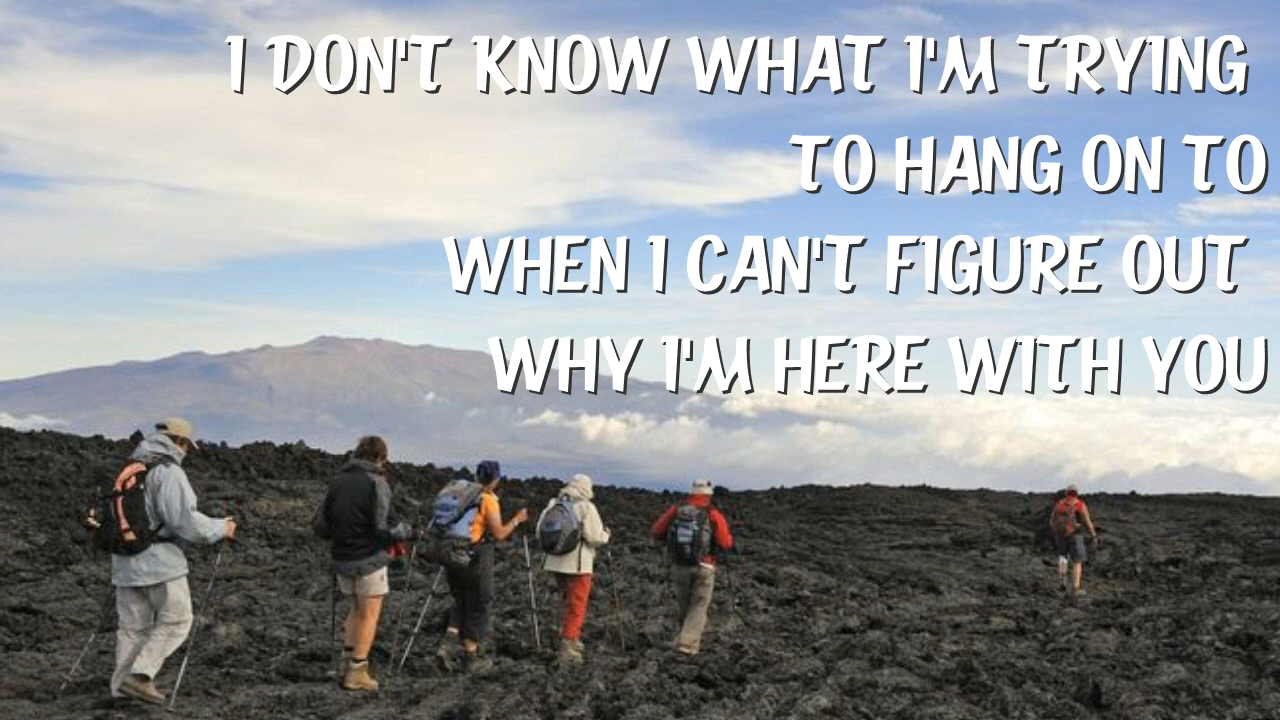 I DON'T KNOW WHAT I'M TRYING
TO HANG ON TO
WHEN I CAN'T FIGURE OUT
WHY I'M HERE WITH YOU